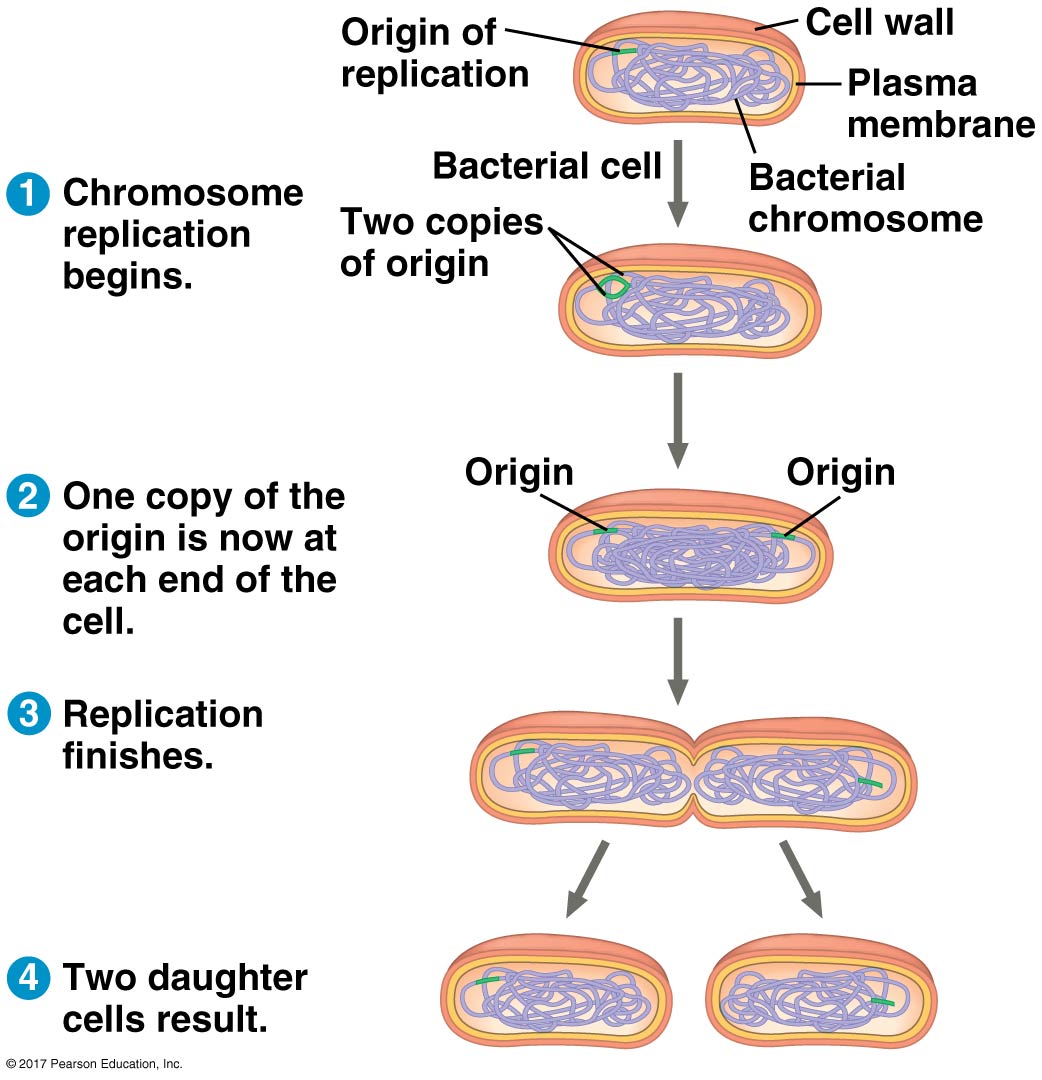 Origin of
replication
Cell wall
Plasma
membrane
Bacterial cell
Bacterial
chromosome
1 Chromosome
replication
begins.
Two copies
of origin
Origin
Origin
2 One copy of the
origin is now at
each end of the
cell.
3 Replication
finishes.
4 Two daughter
cells result.
© 2017 Pearson Education, Inc.